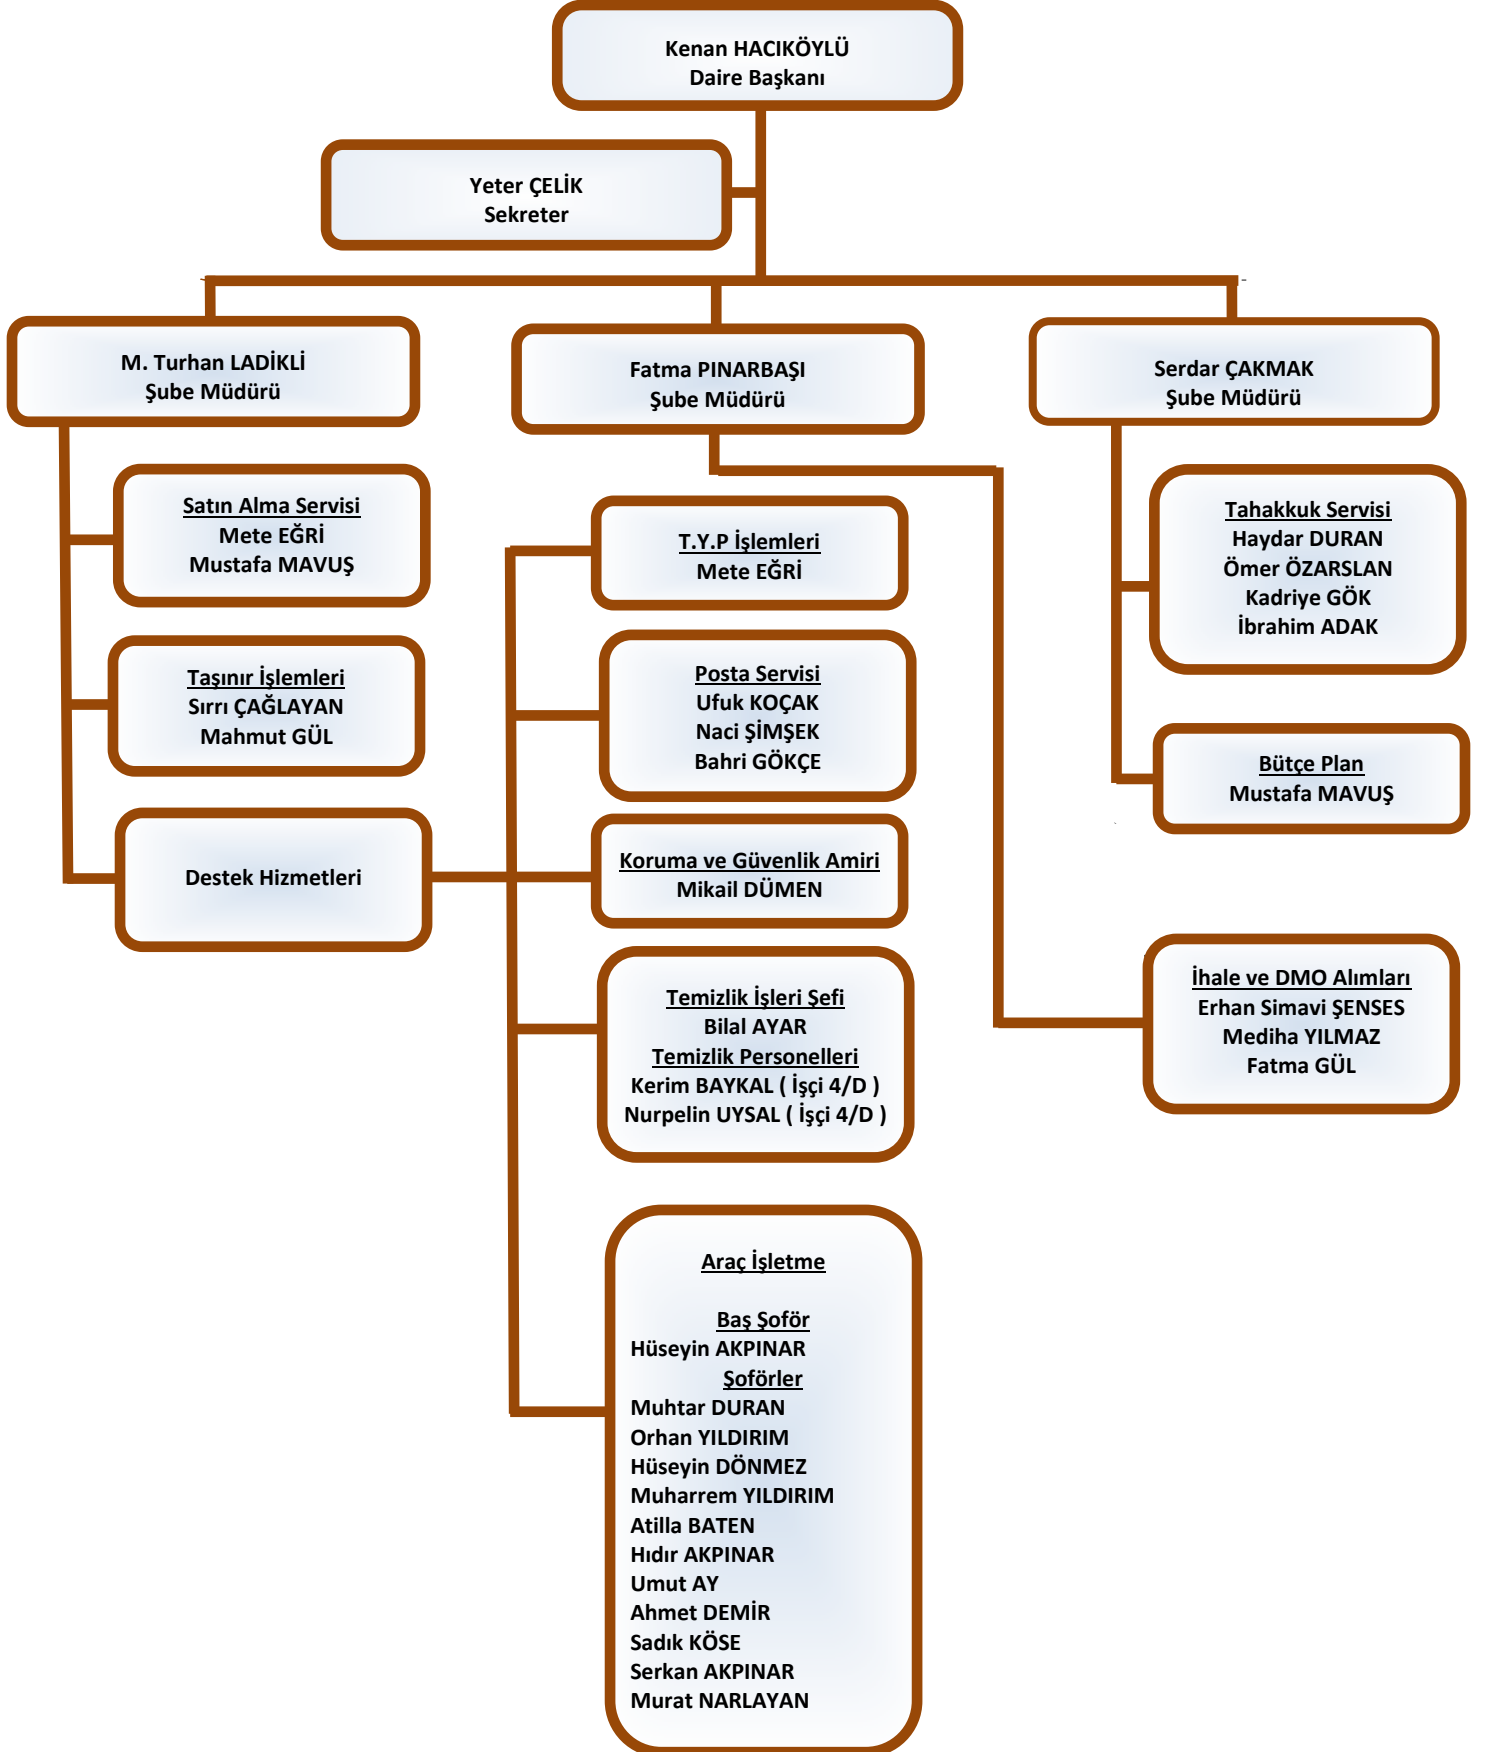 Kenan HACIKÖYLÜ
Daire Başkanı
Yeter ÇELİK
Sekreter
M. Turhan LADİKLİ
Şube Müdürü
Fatma PINARBAŞI
Şube Müdürü
Serdar ÇAKMAK
Şube Müdürü
Satın Alma Servisi
Mete EĞRİ
Mustafa MAVUŞ
Taşınır İşlemleri
Sırrı ÇAĞLAYAN
Mahmut GÜL
Destek Hizmetleri
T.Y.P İşlemleri
Mete EĞRİ
Posta Servisi
Ufuk KOÇAK
Naci ŞİMŞEK
Bahri GÖKÇE
Koruma ve Güvenlik Amiri
Mikail DÜMEN
Temizlik İşleri Şefi
Bilal AYAR
Temizlik Personelleri
Kerim BAYKAL ( İşçi 4/D )
Nurpelin UYSAL ( İşçi 4/D )
Araç İşletme
Baş Şoför
Hüseyin AKPINAR
Şoförler
Muhtar DURAN
Orhan YILDIRIM
Hüseyin DÖNMEZ
Muharrem YILDIRIM
Atilla BATEN
Hıdır AKPINAR
Umut AY
Ahmet DEMİR
Sadık KÖSE
Serkan AKPINAR
Murat NARLAYAN
Tahakkuk Servisi
Haydar DURAN
Ömer ÖZARSLAN
Kadriye GÖK
İbrahim ADAK
Bütçe Plan
Mustafa MAVUŞ
İhale ve DMO Alımları
Erhan Simavi ŞENSES
Mediha YILMAZ
Fatma GÜL